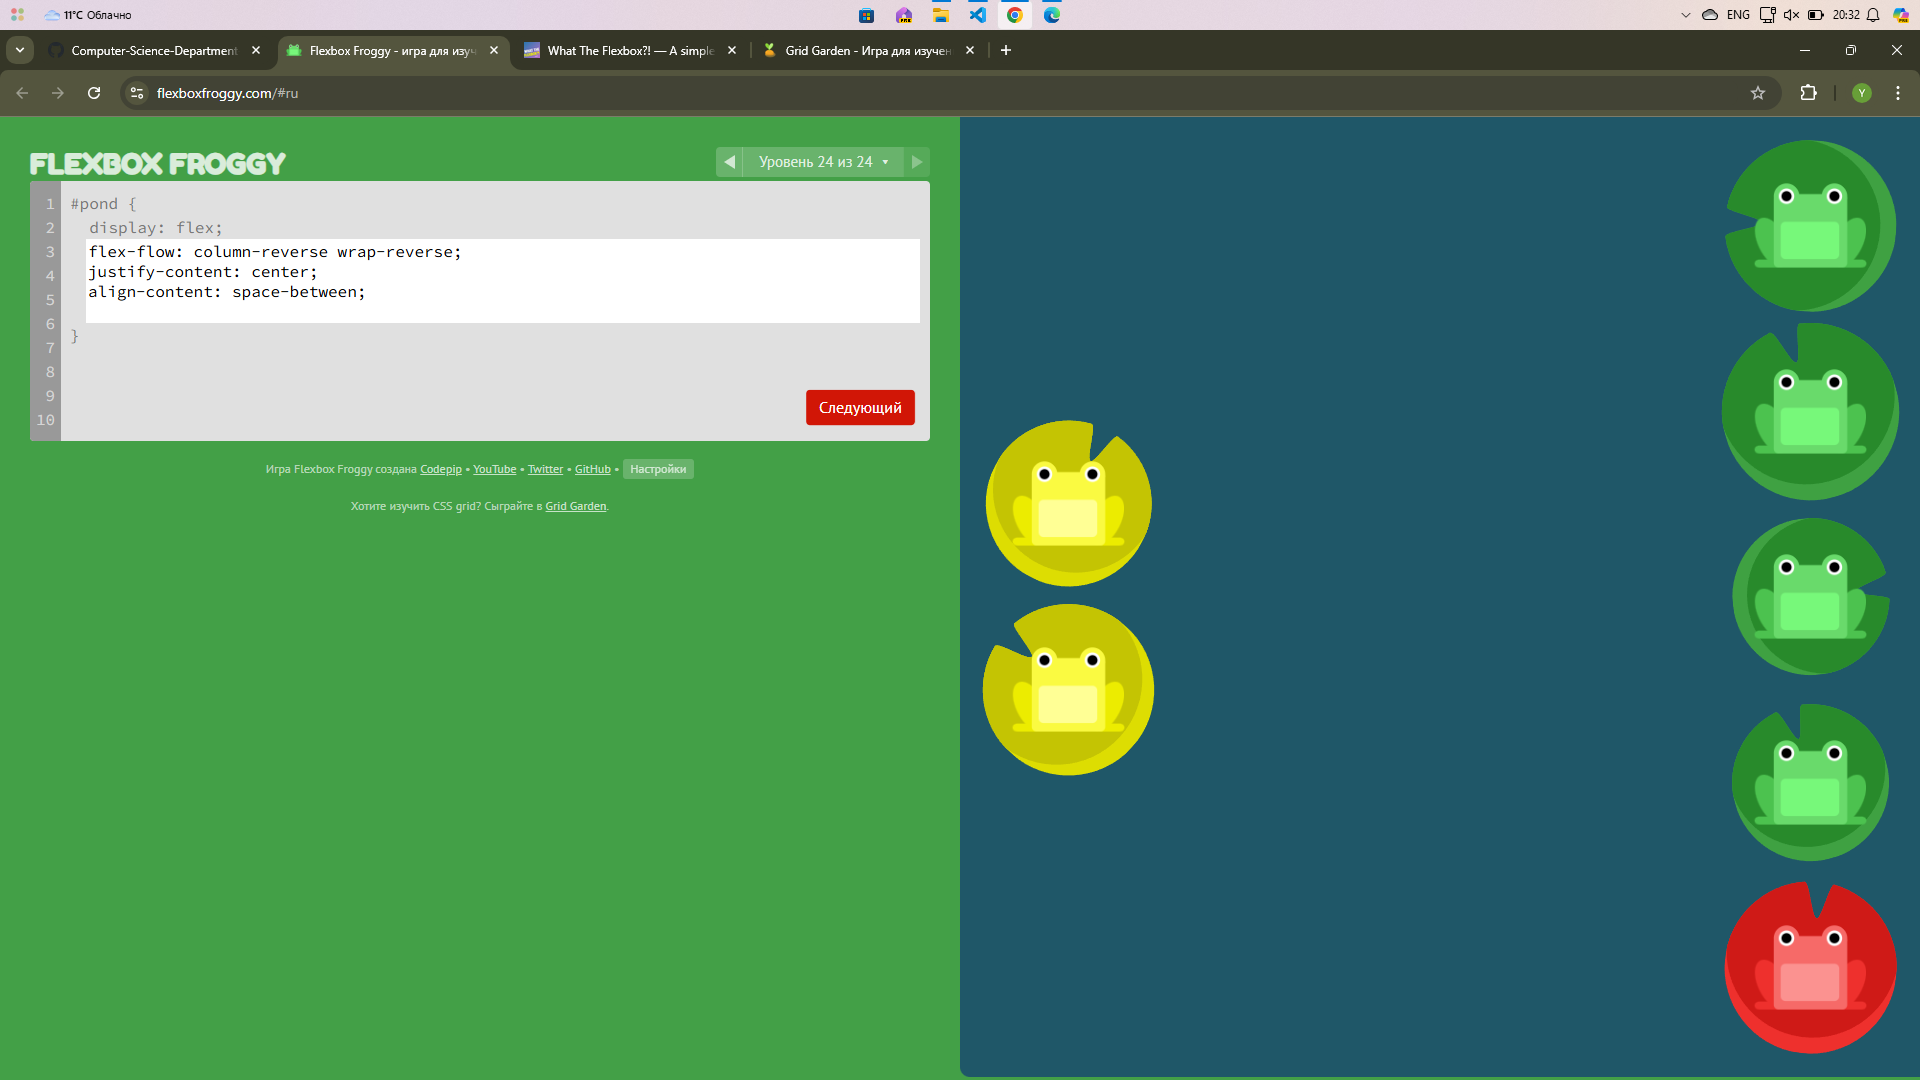 11°C Облачно
ENG
20:32
Computer-Science-Department
Flexbox Froggy - игра для изуч
What The Flexbox?! — A simple
Grid Garden - Игра для изучен
flexboxfroggy.com/#ru
Y
FLEXBOX FROGGY
Уровень 24 из 24
1 #pond {
2 display: flex;
3 flex-flow: column-reverse wrap-reverse;
4 justify-content: center;
5 align-content: space-between;
6 }
7
8
9
10
Следующий
Игра Flexbox Froggy создана Codepip • YouTube • Twitter • GitHub • Настройки
Хотите изучить CSS grid? Сыграйте в Grid Garden.